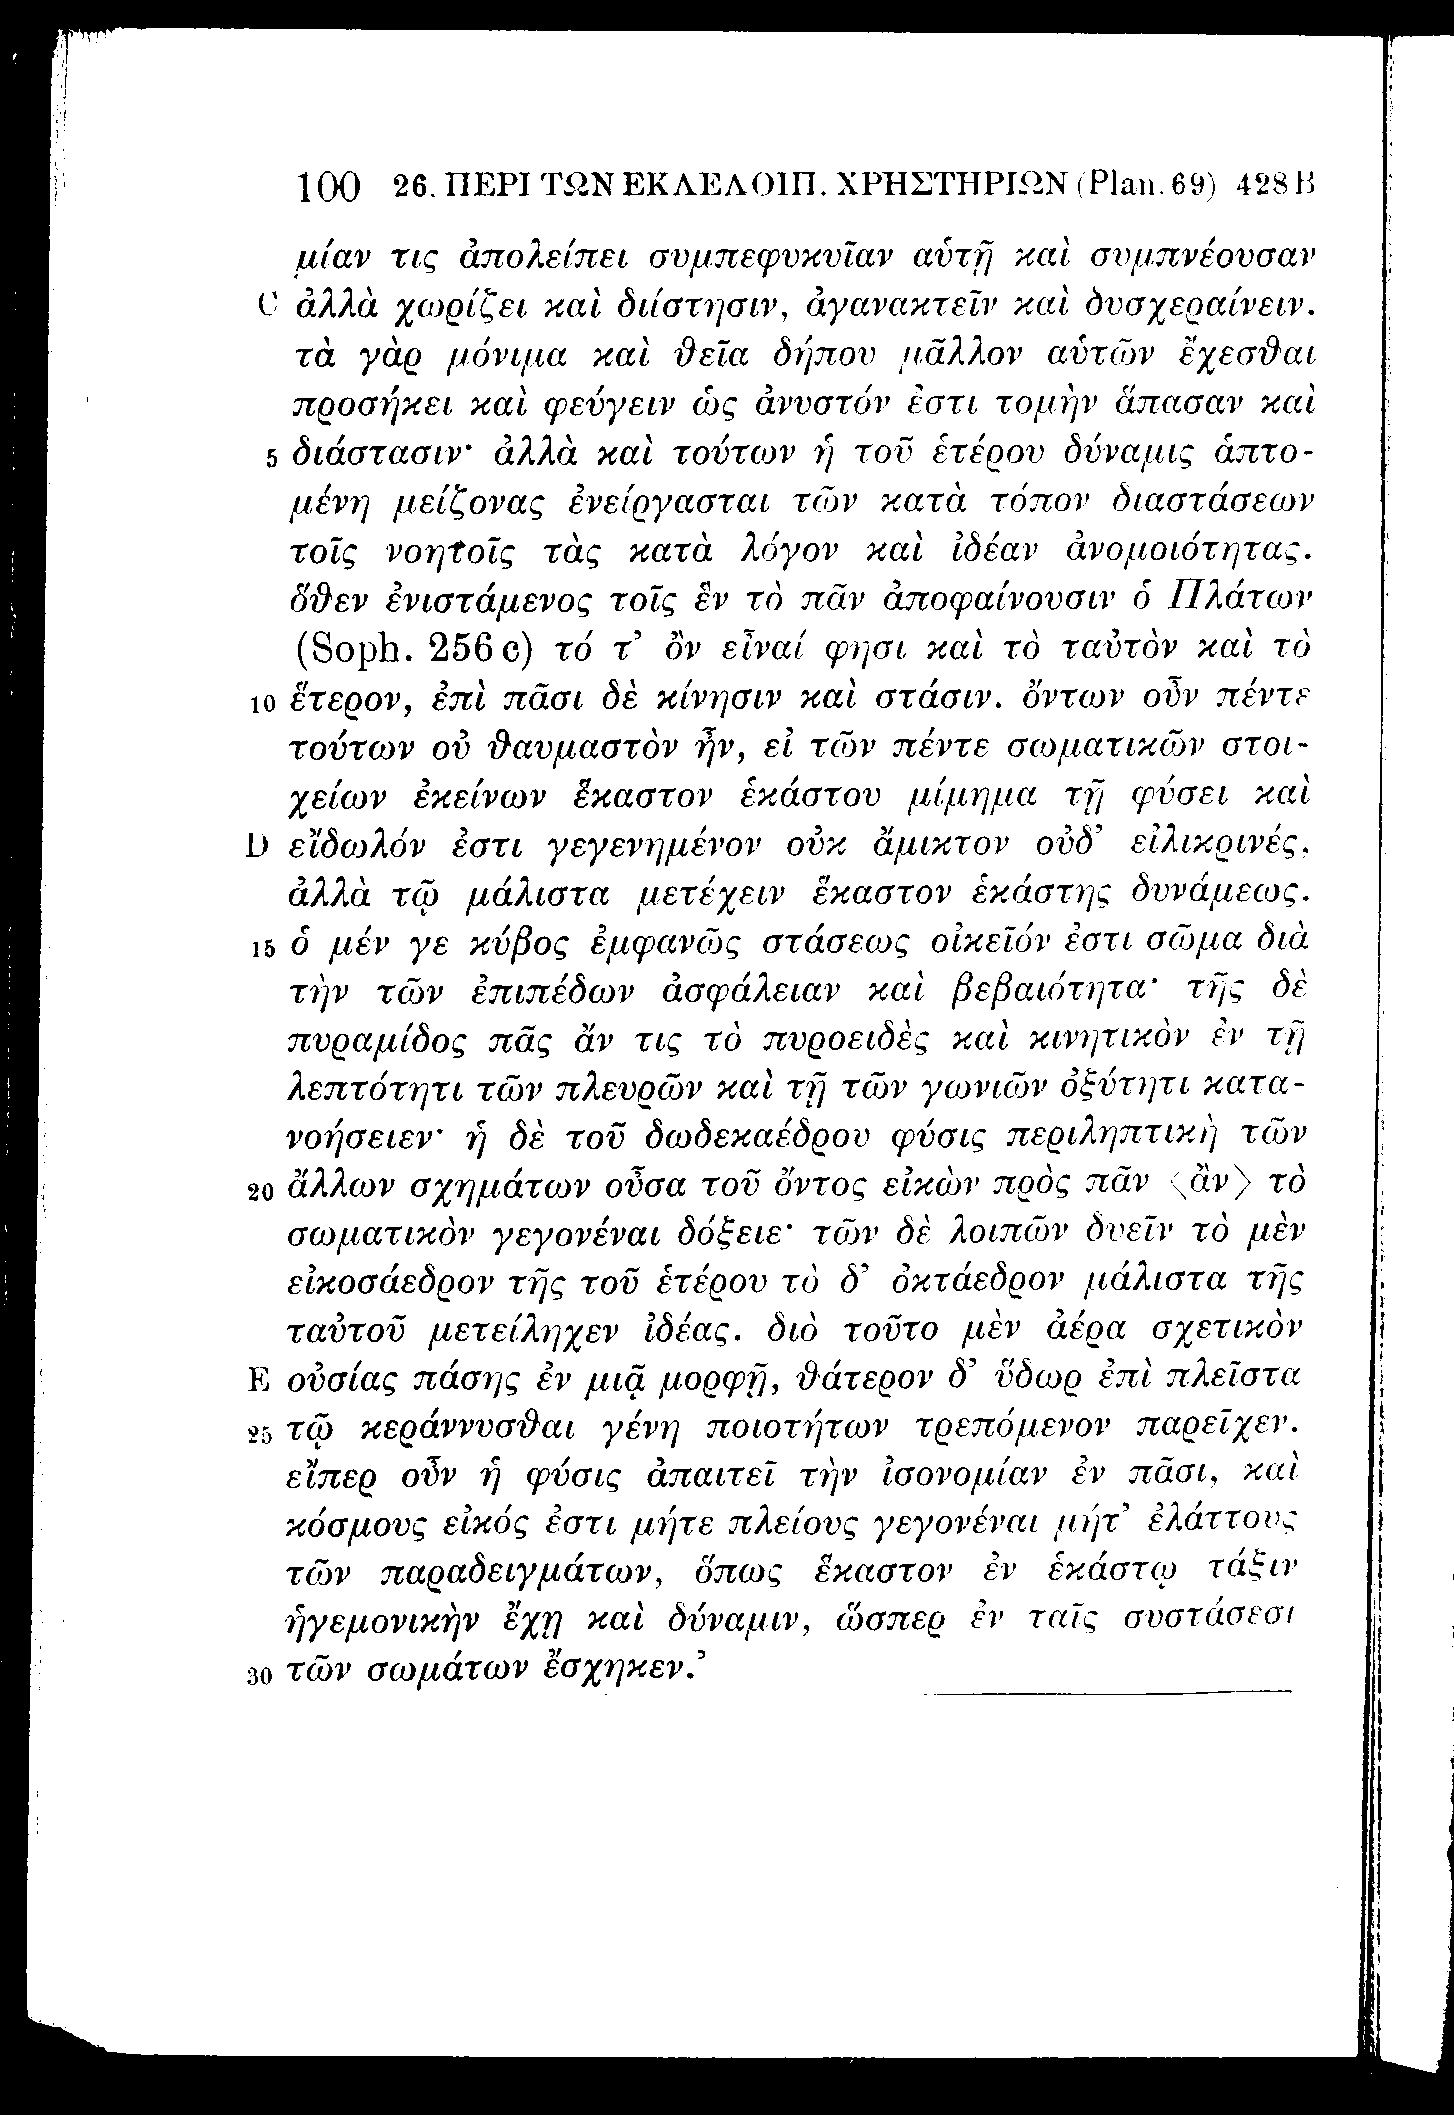 100 26. ΠΕΡΙ ΤΩΝ ΕΚΛΕΛΟΙΠ. ΧΡΗΣΤΗΡΙΩΝ (Plan. 69) 428 B
μίαν τις ἀπολείπει συμπεφυκυῖαν αὑτῇ καὶ συμπνέουσαν
C ἀλλὰ χωρίζει καὶ διίστησιν, ἀγανακτεῖν καὶ δυσχεραίνειν.
τὰ γὰρ μόνιμα καὶ θεῖα δήπου μᾶλλον αὑτῶν ἔχεσθαι
προσήκει καὶ φεύγειν ὡς ἀνυστόν ἐστι τομὴν ἅπασαν καὶ
5 διάστασιν· ἀλλὰ καὶ τούτων ἡ τοῦ ἑτέρου δύναμις ἁπτο-
μένη μείζονας ἐνείργασται τῶν κατὰ τόπον διαστάσεων
τοῖς νοητοῖς τὰς κατὰ λόγον καὶ ἰδέαν ἀνομοιότητας.
ὅθεν ἐνιστάμενος τοῖς ἓν τὸ πᾶν ἀποφαίνουσιν ὁ Πλάτων
(Soph. 256 c) τό τ’ ὂν εἶναί φησι καὶ τὸ ταὐτὸν καὶ τὸ
10 ἕτερον, ἐπὶ πᾶσι δὲ κίνησιν καὶ στάσιν. ὄντων οὖν πέντε
τούτων οὐ θαυμαστὸν ἦν, εἰ τῶν πέντε σωματικῶν στοι-
χείων ἐκείνων ἕκαστον ἑκάστου μίμημα τῇ φύσει καὶ
D εἴδωλόν ἐστι γεγενημένον οὐκ ἄμικτον οὐδ’ εἰλικρινές,
ἀλλὰ τῷ μάλιστα μετέχειν ἕκαστον ἑκάστης δυνάμεως.
15 ὁ μέν γε κύβος ἐμφανῶς στάσεως οἰκεῖόν ἐστι σῶμα διὰ
τὴν τῶν ἐπιπέδων ἀσφάλειαν καὶ βεβαιότητα· τῆς δὲ
πυραμίδος πᾶς ἄν τις τὸ πυροειδὲς καὶ κινητικὸν ἐν τῇ
λεπτότητι τῶν πλευρῶν καὶ τῇ τῶν γωνιῶν ὀξύτητι κατα-
νοήσειεν· ἡ δὲ τοῦ δωδεκαέδρου φύσις περιληπτικὴ τῶν
20 ἄλλων σχημάτων οὖσα τοῦ ὄντος εἰκὼν πρὸς πᾶν ⟨ἂν⟩ τὸ
σωματικὸν γεγονέναι δόξειε· τῶν δὲ λοιπῶν δυεῖν τὸ μὲν
εἰκοσάεδρον τῆς τοῦ ἑτέρου τὸ δ’ ὀκτάεδρον μάλιστα τῆς
ταὐτοῦ μετείληχεν ἰδέας. διὸ τοῦτο μὲν ἀέρα σχετικὸν
E οὐσίας πάσης ἐν μιᾷ μορφῇ, θάτερον δ’ ὕδωρ ἐπὶ πλεῖστα
25 τῷ κεράννυσθαι γένη ποιοτήτων τρεπόμενον παρεῖχεν.
εἴπερ οὖν ἡ φύσις ἀπαιτεῖ τὴν ἰσονομίαν ἐν πᾶσι, καὶ
κόσμους εἰκός ἐστι μήτε πλείους γεγονέναι μήτ’ ἐλάττους
τῶν παραδειγμάτων, ὅπως ἕκαστον ἐν ἑκάστῳ τάξιν
ἡγεμονικὴν ἔχῃ καὶ δύναμιν, ὥσπερ ἐν ταῖς συστάσεσι
30 τῶν σωμάτων ἔσχηκεν.’